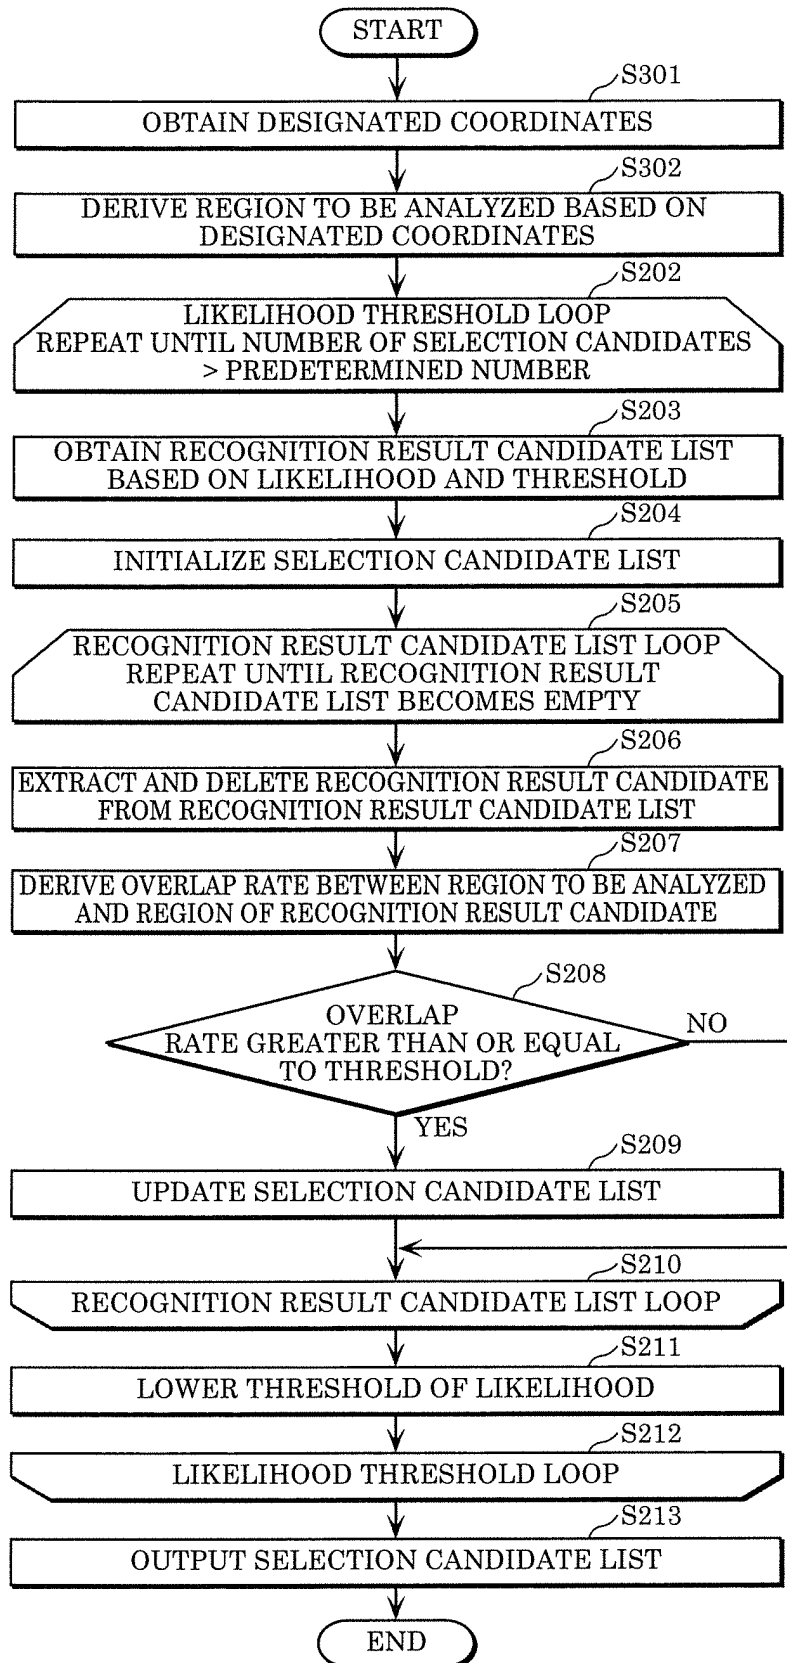 START
S301
OBTAIN DESIGNATED COORDINATES
S302
DERIVE REGION TO BE ANALYZED BASED ON
DESIGNATED COORDINATES
S202
LIKELIHOOD THRESHOLD LOOP
REPEAT UNTIL NUMBER OF SELECTION CANDIDATES
> PREDETERMINED NUMBER
S203
OBTAIN RECOGNITION RESULT CANDIDATE LIST
BASED ON LIKELIHOOD AND THRESHOLD
S204
INITIALIZE SELECTION CANDIDATE LIST
S205
RECOGNITION RESULT CANDIDATE LIST LOOP
REPEAT UNTIL RECOGNITION RESULT
CANDIDATE LIST BECOMES EMPTY
S206
EXTRACT AND DELETE RECOGNITION RESULT CANDIDATE
FROM RECOGNITION RESULT CANDIDATE LIST
S207
DERIVE OVERLAP RATE BETWEEN REGION TO BE ANALYZED
AND REGION OF RECOGNITION RESULT CANDIDATE
S208
OVERLAP
RATE GREATER THAN OR EQUAL
TO THRESHOLD?
NO
YES
S209
UPDATE SELECTION CANDIDATE LIST
S210
RECOGNITION RESULT CANDIDATE LIST LOOP
S211
LOWER THRESHOLD OF LIKELIHOOD
S212
LIKELIHOOD THRESHOLD LOOP
S213
OUTPUT SELECTION CANDIDATE LIST
END